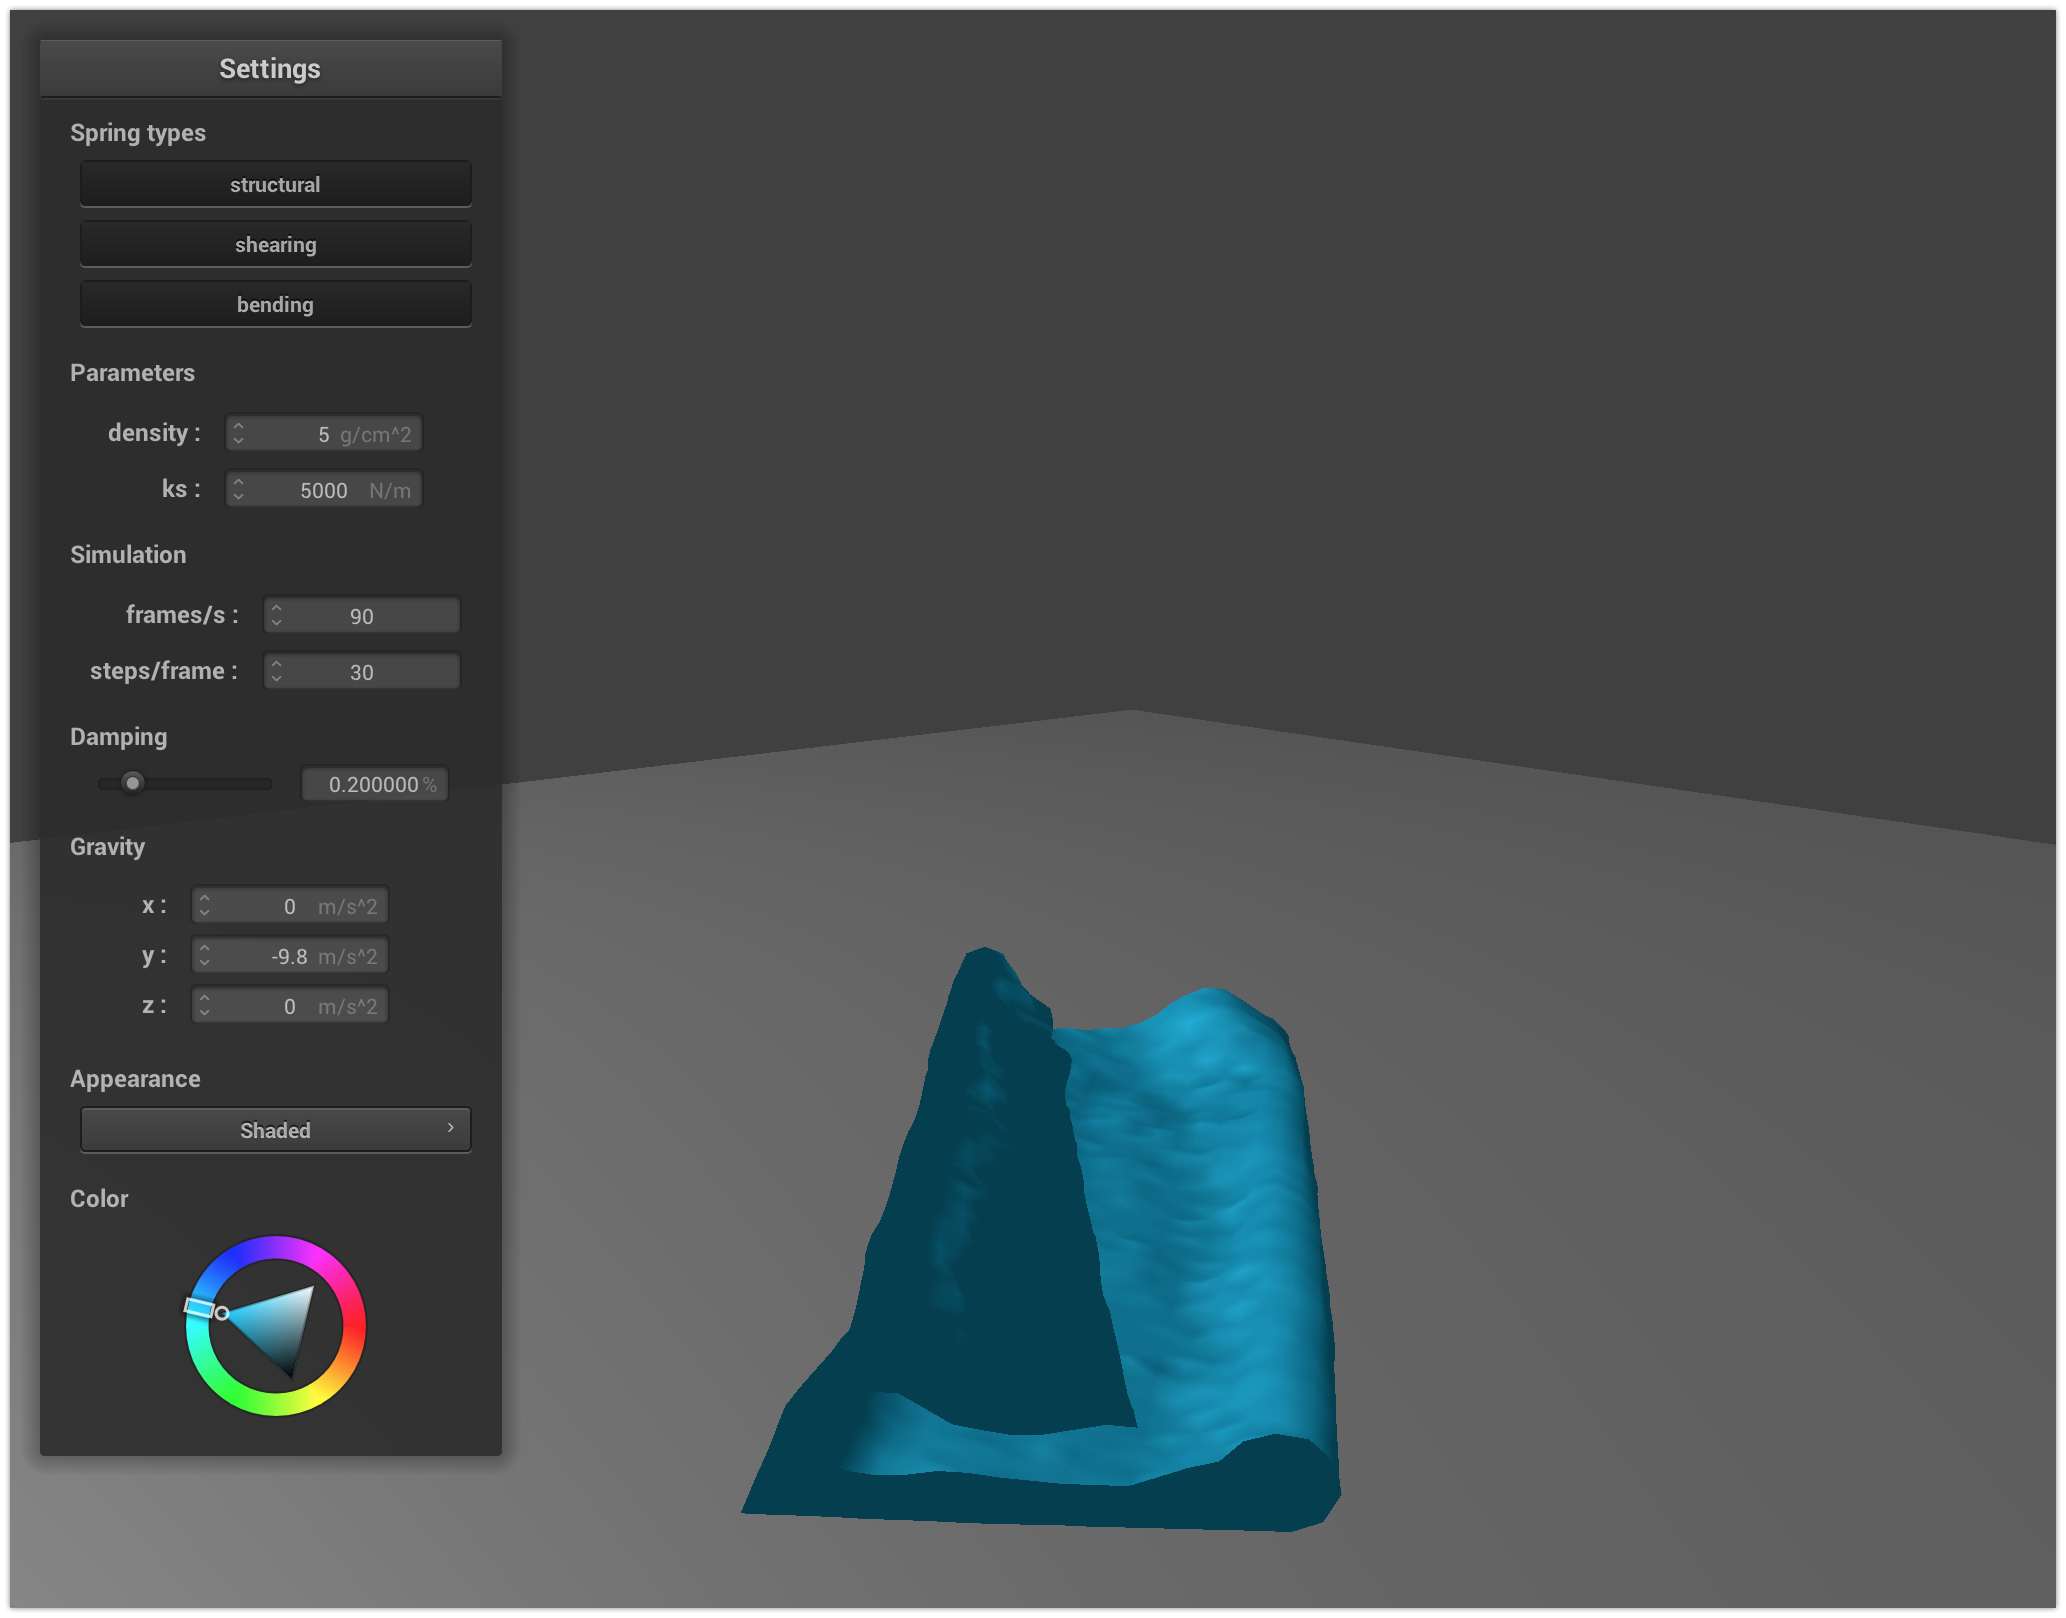 Settings
Spring types
structural
shearing
bending
Parameters
density : 5 g/cm^2
ks : 5000 N/m
Simulation
frames/s : 90
steps/frame : 30
Damping
0.200000 %
Gravity
x : 0 m/s^2
y : -9.8 m/s^2
z : 0 m/s^2
Appearance
Shaded
Color